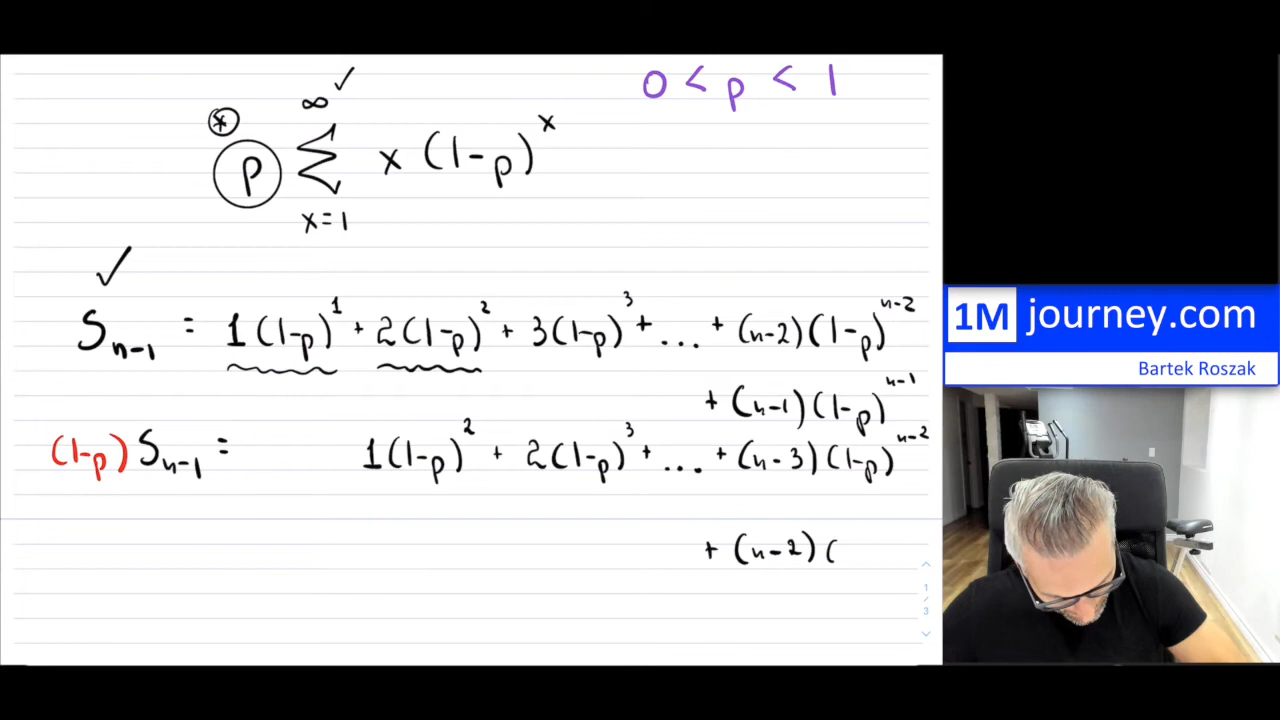 0 < p < 1
∞ ✓
* p Σ x (1-p)^x
x=1
✓
S_{n-1} = 1(1-p)^1 + 2(1-p)^2 + 3(1-p)^3 + ... + (n-2)(1-p)^{n-2}
+ (n-1)(1-p)^{n-1}
(1-p) S_{n-1} = 1(1-p)^2 + 2(1-p)^3 + ... + (n-3)(1-p)^{n-2}
+ (n-2)(
1
/
3
1M journey.com
Bartek Roszak